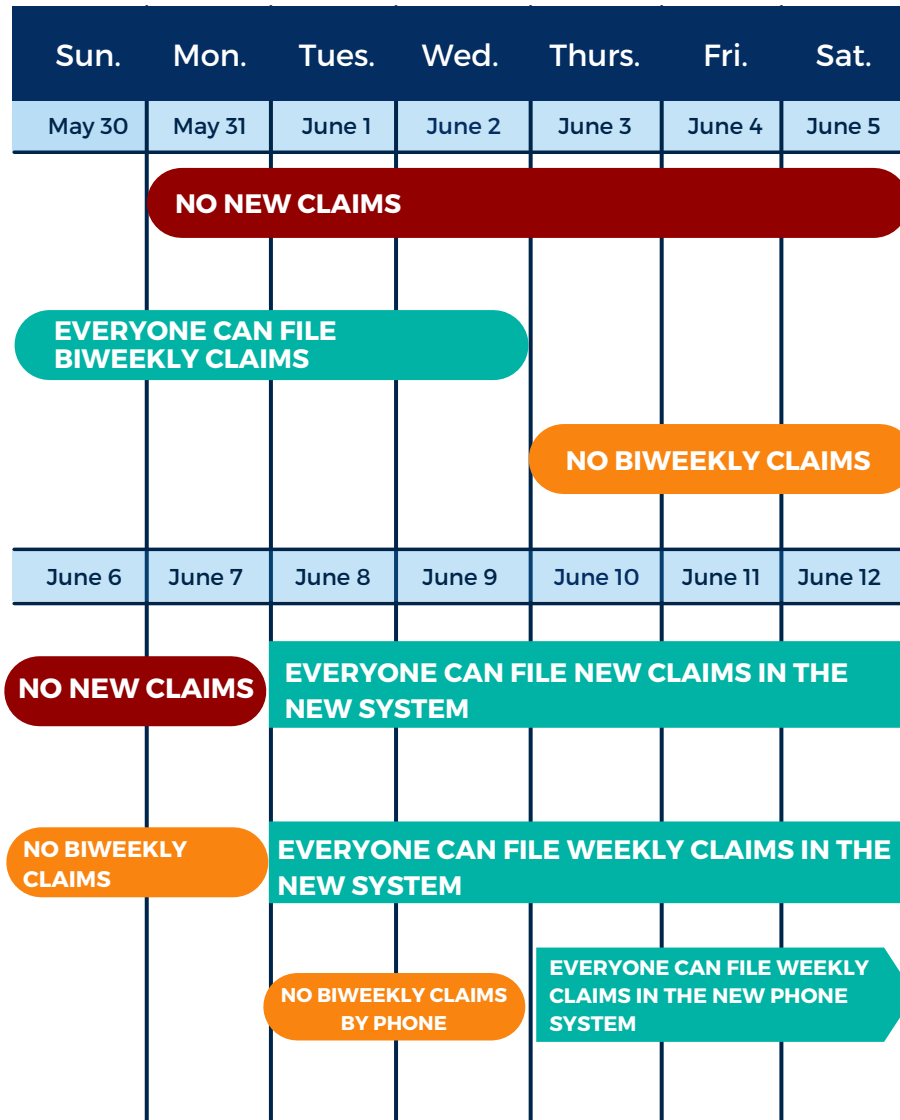 Sun. Mon. Tues. Wed. Thurs. Fri. Sat.
May 30 May 31 June 1 June 2 June 3 June 4 June 5
NO NEW CLAIMS
EVERYONE CAN FILE
BIWEEKLY CLAIMS
NO BIWEEKLY CLAIMS
June 6 June 7 June 8 June 9 June 10 June 11 June 12
NO NEW CLAIMS
EVERYONE CAN FILE NEW CLAIMS IN THE
NEW SYSTEM
NO BIWEEKLY
CLAIMS
EVERYONE CAN FILE WEEKLY CLAIMS IN THE
NEW SYSTEM
NO BIWEEKLY CLAIMS
BY PHONE
EVERYONE CAN FILE WEEKLY
CLAIMS IN THE NEW PHONE
SYSTEM